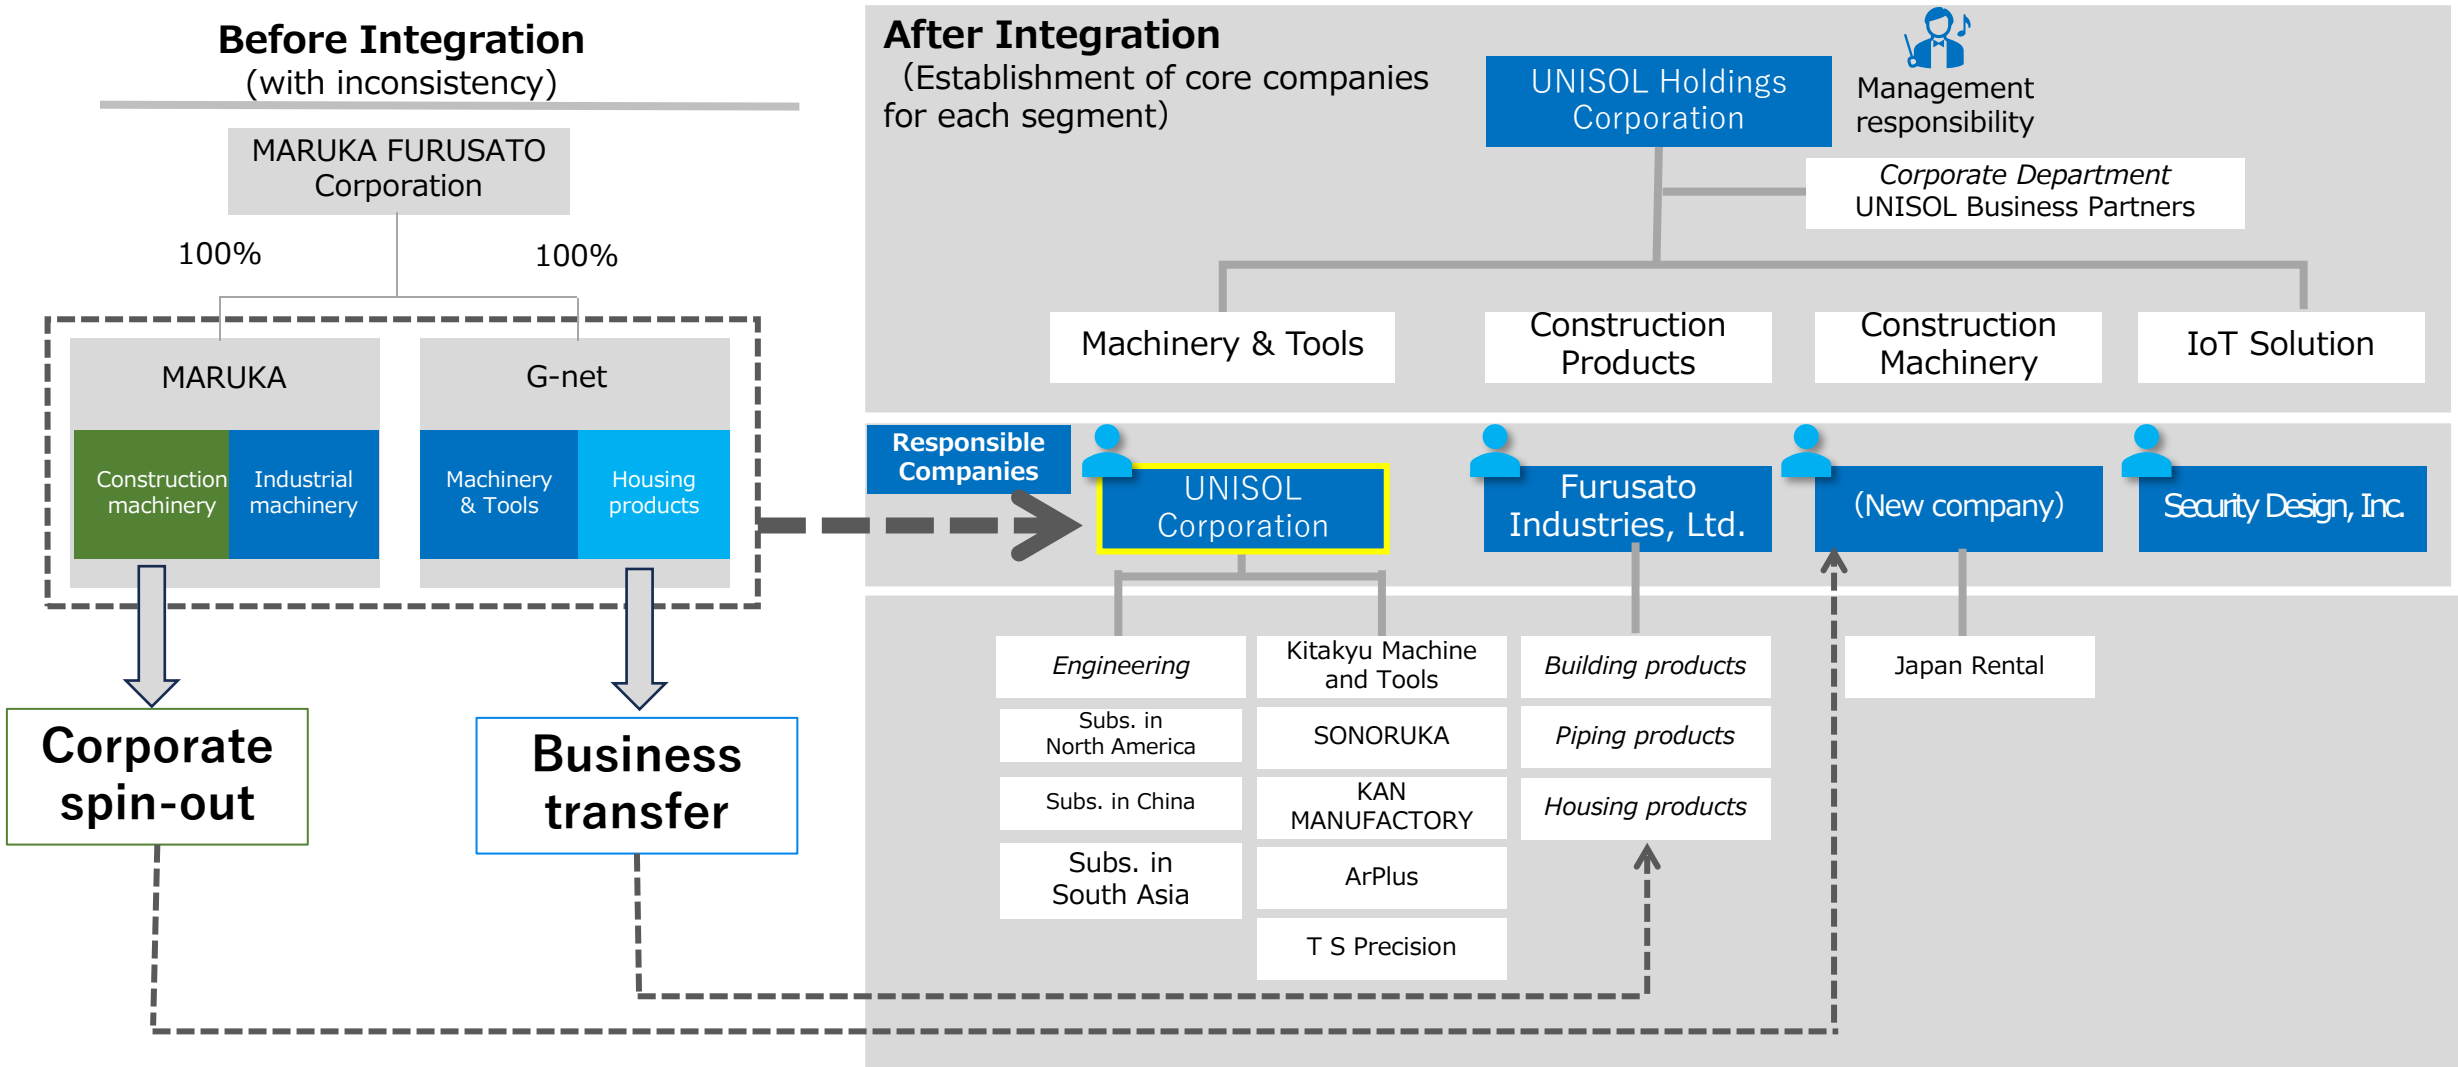 Before Integration
(with inconsistency)
MARUKA FURUSATO
Corporation
100%
100%
MARUKA
G-net
Construction
machinery
Industrial
machinery
Machinery
& Tools
Housing
products
Corporate
spin-out
Business
transfer
After Integration
（Establishment of core companies
for each segment）
UNISOL Holdings
Corporation
Management
responsibility
Corporate Department
UNISOL Business Partners
Machinery & Tools
Construction
Products
Construction
Machinery
IoT Solution
Responsible
Companies
UNISOL
Corporation
Furusato
Industries, Ltd.
（New company）
Security Design, Inc.
Engineering
Subs. in
North America
Subs. in China
Subs. in
South Asia
Kitakyu Machine
and Tools
SONORUKA
KAN
MANUFACTORY
ArPlus
T S Precision
Building products
Piping products
Housing products
Japan Rental